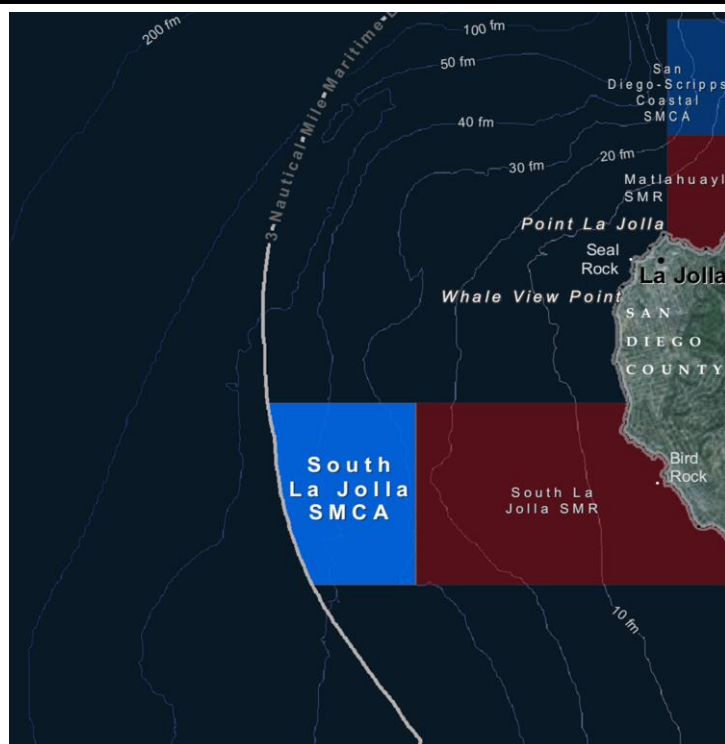 200 fm
3-Nautical-Mile-Maritime
100 fm
50 fm
San
Diego-Scripps
Coastal
SMCA
40 fm
20 fm
30 fm
Matlahuayl
SMR
Point La Jolla
Seal
Rock
La Jolla
Whale View Point
SAN
DIEGO
COUNTY
South
La Jolla
SMCA
South La
Jolla SMR
Bird
Rock
10 fm